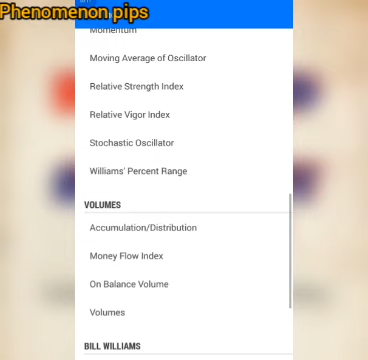 Phenomenon pips
Momentum
Moving Average of Oscillator
Relative Strength Index
Relative Vigor Index
Stochastic Oscillator
Williams' Percent Range
VOLUMES
Accumulation/Distribution
Money Flow Index
On Balance Volume
Volumes
BILL WILLIAMS